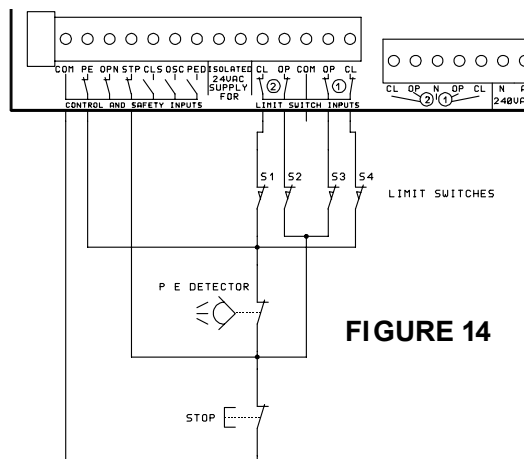 COM PE OPN STP CLS OSC PED ISOLATED 24VAC SUPPLY FOR CL OP COM OP CL
2 1
CONTROL AND SAFETY INPUTS LIMIT SWITCH INPUTS
CL OP N OP CL N
2 1 240VA
S1 S2 S3 S4
LIMIT SWITCHES
P E DETECTOR
FIGURE 14
STOP